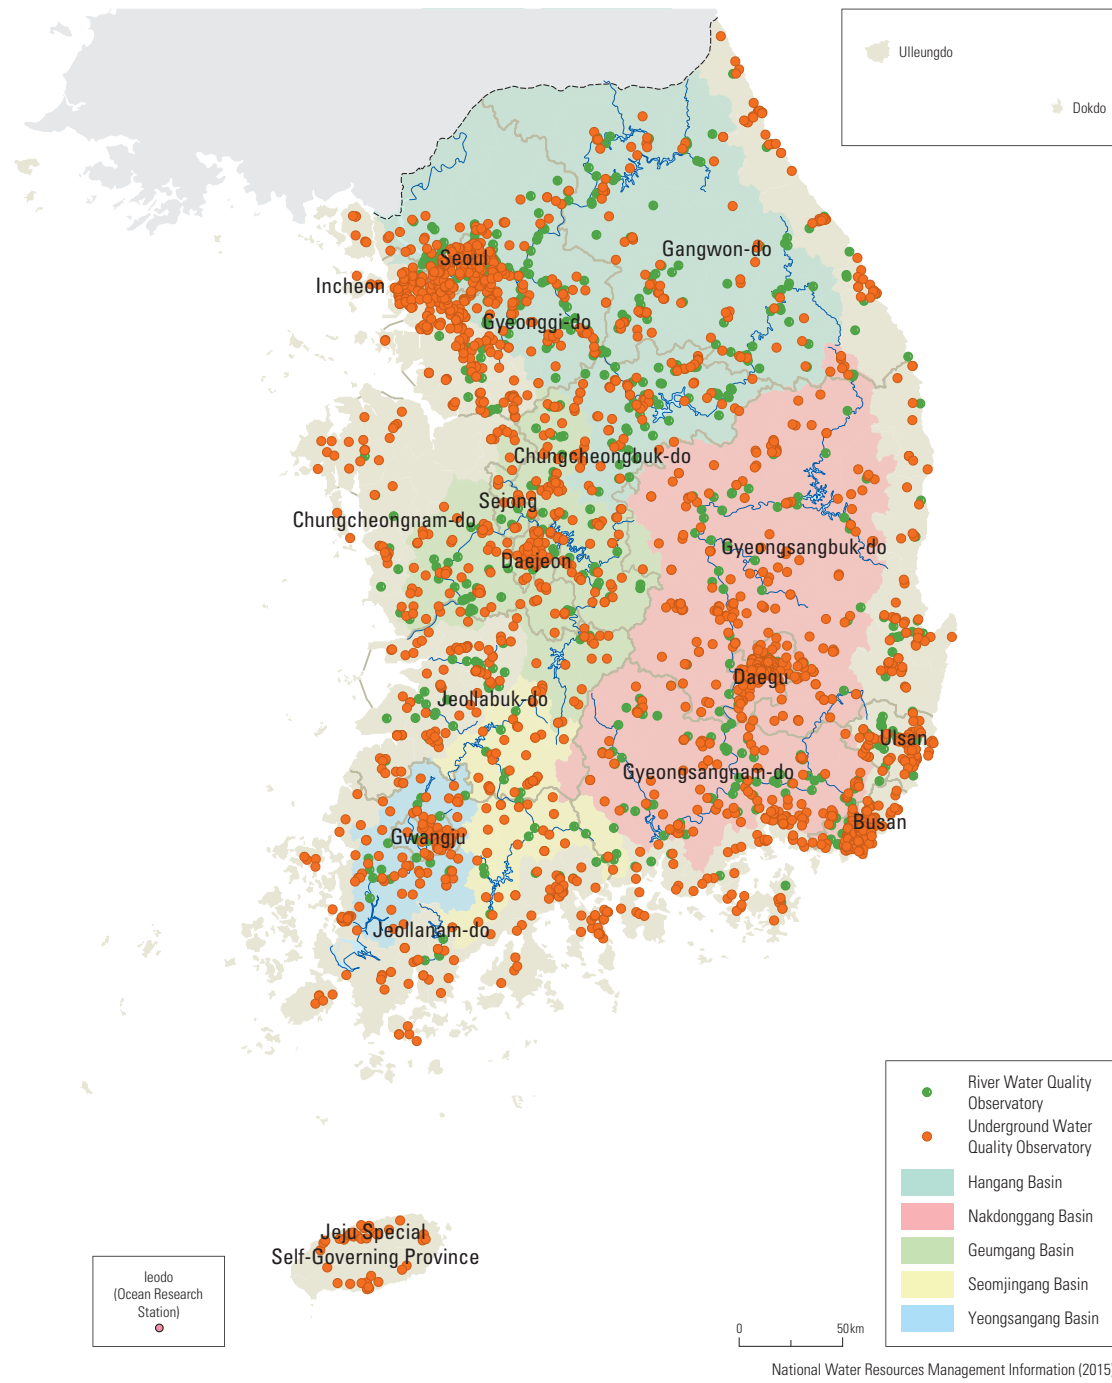 Ulleungdo
Dokdo
Gangwon-do
Seoul
Incheon
Gyeonggi-do
Chungcheongbuk-do
Sejong
Chungcheongnam-do
Gyeongsangbuk-do
Daejeon
Daegu
Jeollabuk-do
Ulsan
Gyeongsangnam-do
Busan
Gwangju
Jeollanam-do
Jeju Special
Self-Governing Province
Ieodo
(Ocean Research
Station)
River Water Quality
Observatory
Underground Water
Quality Observatory
Hangang Basin
Nakdonggang Basin
Geumgang Basin
Seomjingang Basin
Yeongsangang Basin
0 50km
National Water Resources Management Information (2015)